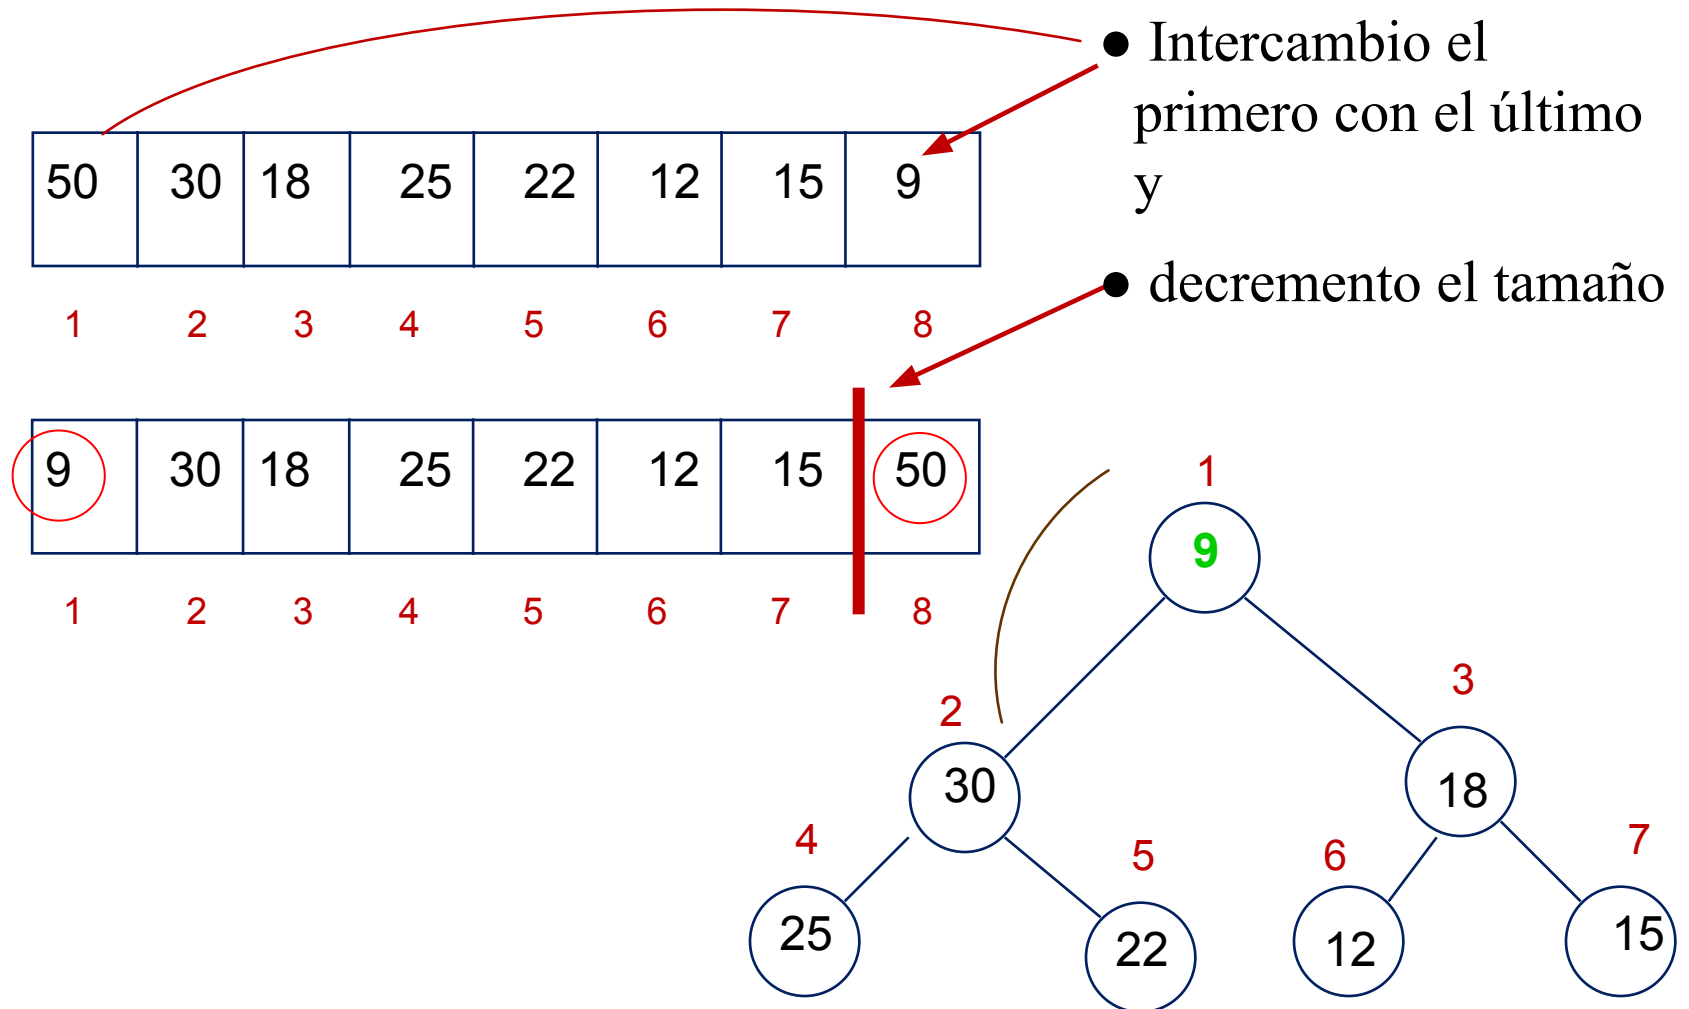 ● Intercambio el
primero con el último
y
50 30 18 25 22 12 15 9
● decremento el tamaño
1 2 3 4 5 6 7 8
9 30 18 25 22 12 15 50
1 2 3 4 5 6 7 8
1
9
2 3
30 18
4 5 6 7
25 22 12 15